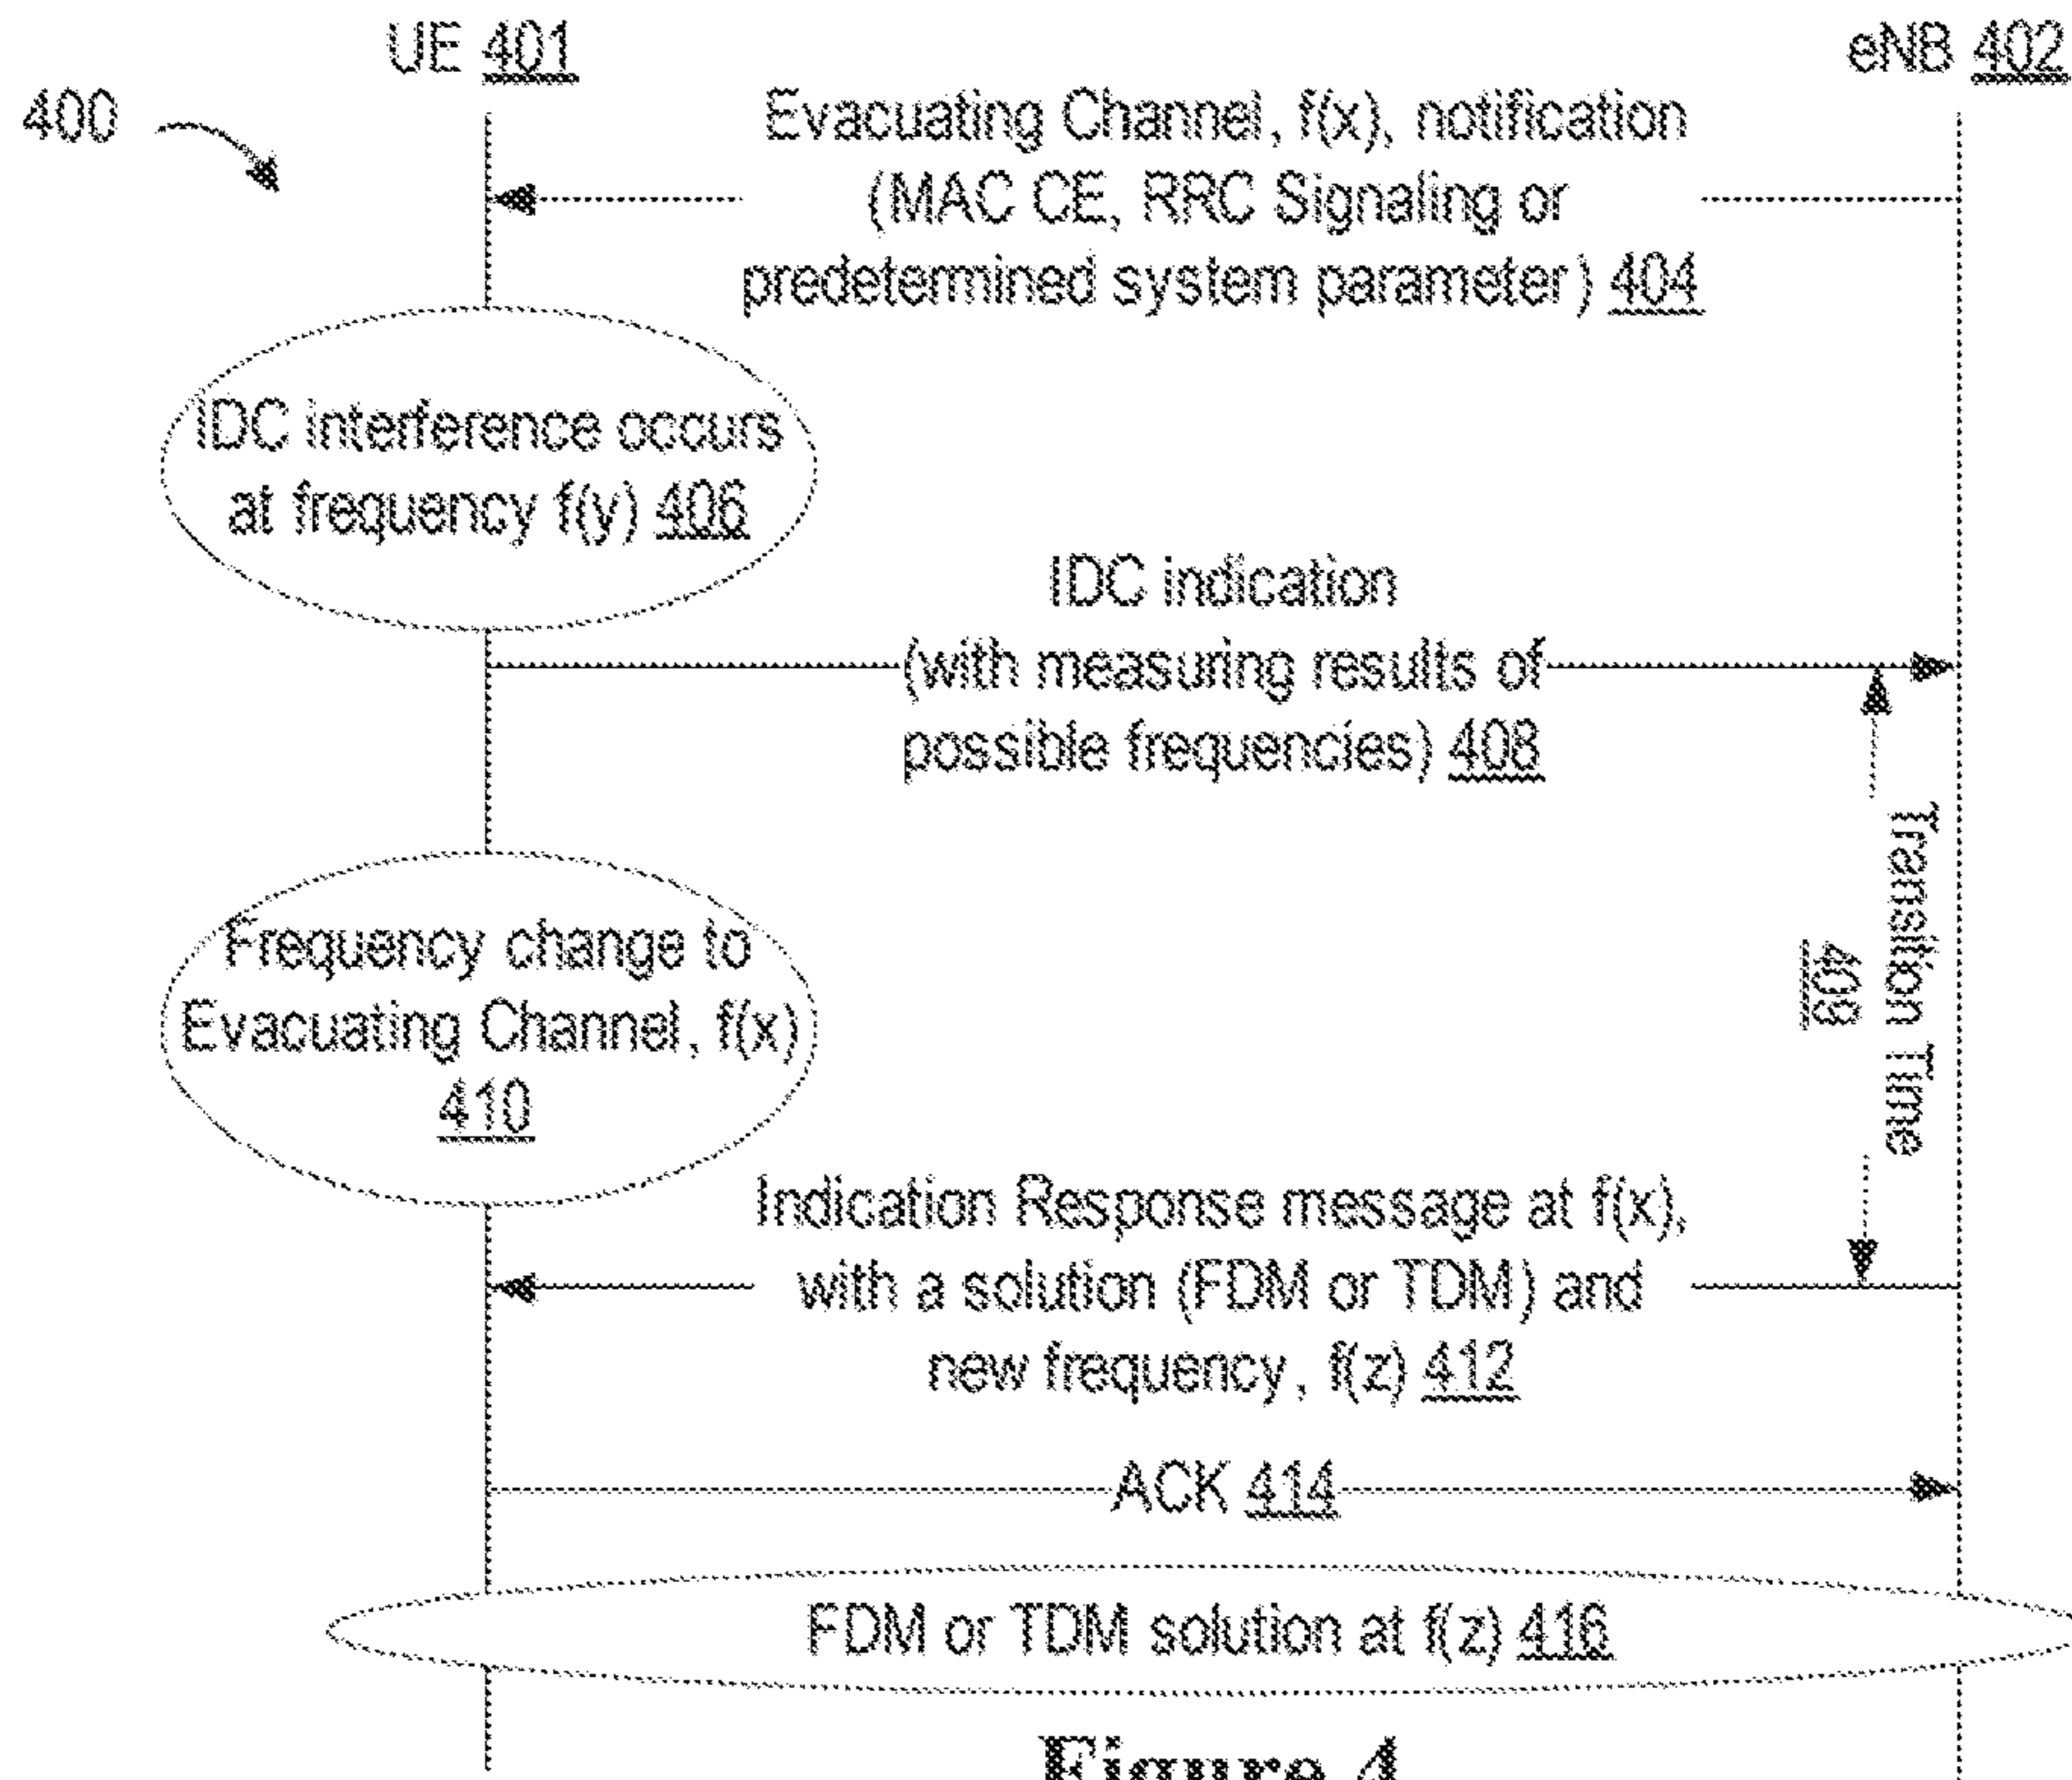 UE 401
eNB 402
400
Evacuating Channel, f(x), notification
(MAC CE, RRC Signaling or
predetermined system parameter) 404
IDC interference occurs
at frequency f(y) 406
IDC indication
(with measuring results of
possible frequencies) 408
Transition Time
409
Frequency change to
Evacuating Channel, f(x)
410
Indication Response message at f(x),
with a solution (FDM or TDM) and
new frequency, f(z) 412
ACK 414
FDM or TDM solution at f(z) 416
Figure 4